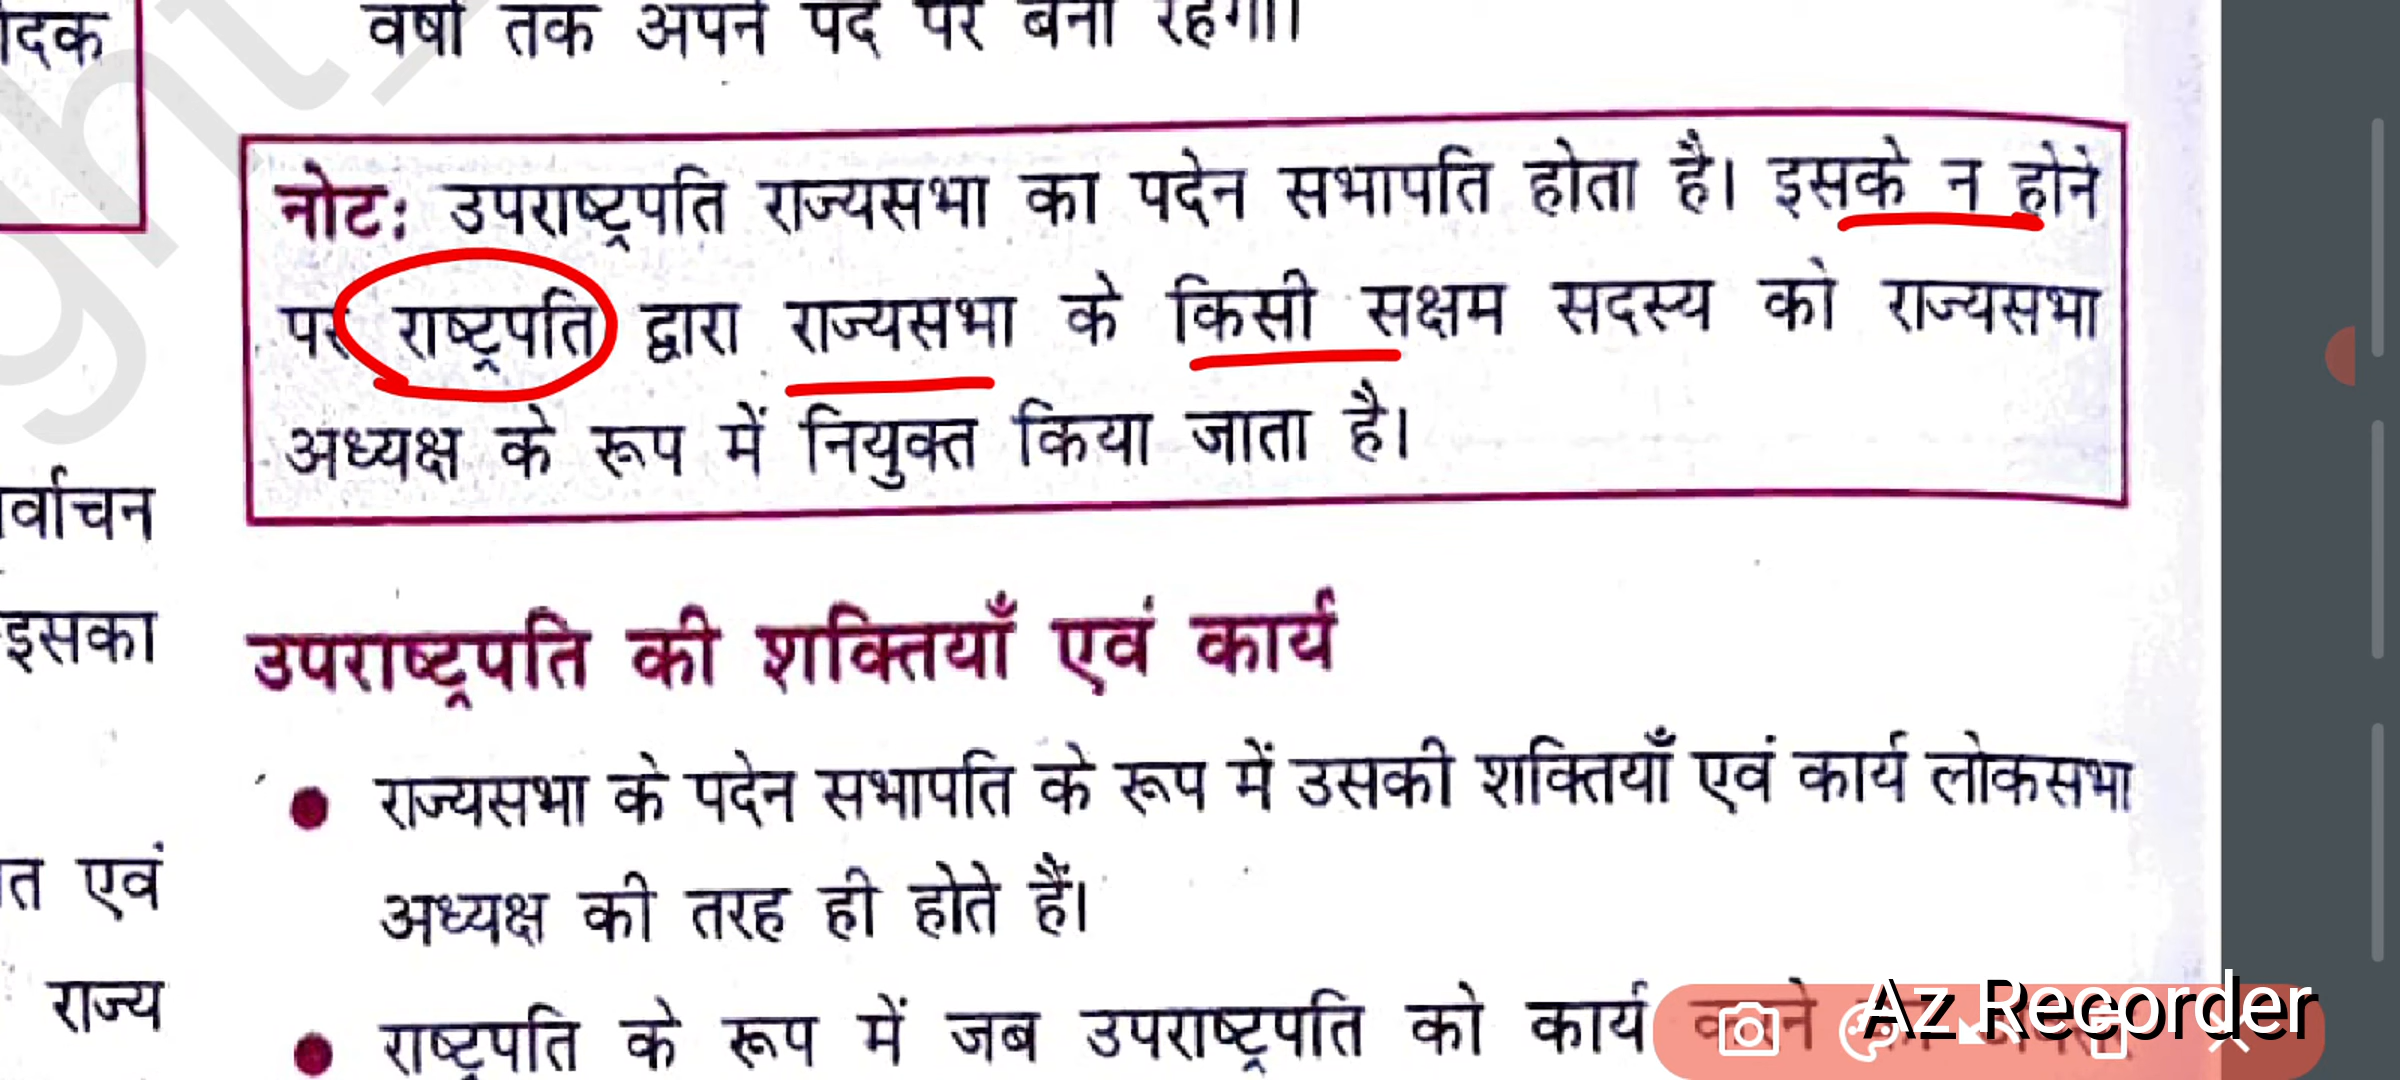 वर्षों तक अपने पद पर बना रहेगा।
नोट: उपराष्ट्रपति राज्यसभा का पदेन सभापति होता है। इसके न होने
पर राष्ट्रपति द्वारा राज्यसभा के किसी सक्षम सदस्य को राज्यसभा
अध्यक्ष के रूप में नियुक्त किया जाता है।
उपराष्ट्रपति की शक्तियाँ एवं कार्य
राज्यसभा के पदेन सभापति के रूप में उसकी शक्तियाँ एवं कार्य लोकसभा
अध्यक्ष की तरह ही होते हैं।
राष्ट्रपति के रूप में जब उपराष्ट्रपति को कार्य करने का
इसका
एवं
राज्य
Az Recorder